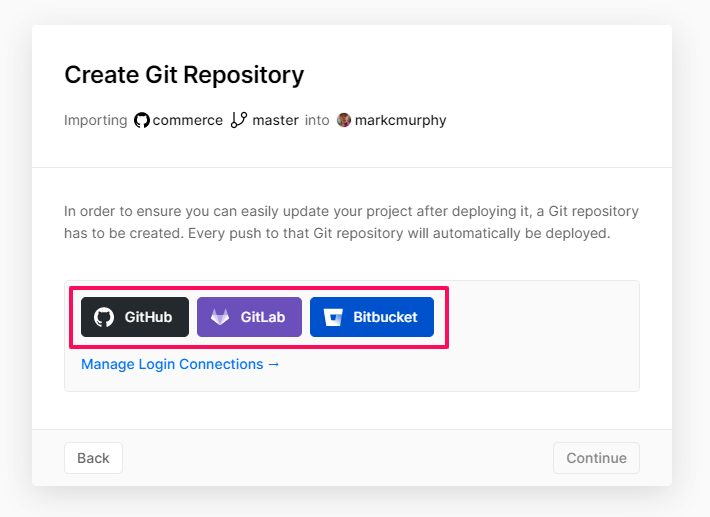 Create Git Repository
Importing commerce master into markcmurphy
In order to ensure you can easily update your project after deploying it, a Git repository
has to be created. Every push to that Git repository will automatically be deployed.
GitHub GitLab Bitbucket
Manage Login Connections →
Back Continue